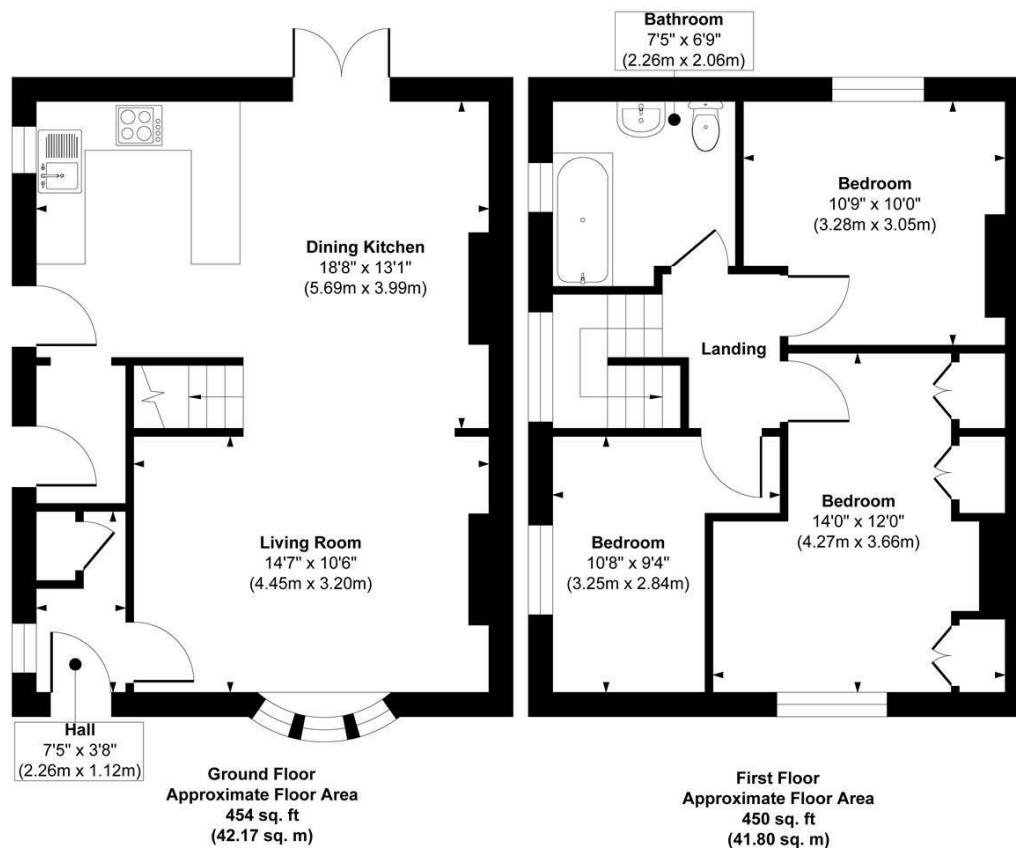 Bathroom
7'5" x 6'9"
(2.26m x 2.06m)
Dining Kitchen
18'8" x 13'1"
(5.69m x 3.99m)
Bedroom
10'9" x 10'0"
(3.28m x 3.05m)
Landing
Living Room
14'7" x 10'6"
(4.45m x 3.20m)
Bedroom
10'8" x 9'4"
(3.25m x 2.84m)
Bedroom
14'0" x 12'0"
(4.27m x 3.66m)
Hall
7'5" x 3'8"
(2.26m x 1.12m)
Ground Floor
Approximate Floor Area
454 sq. ft
(42.17 sq. m)
First Floor
Approximate Floor Area
450 sq. ft
(41.80 sq. m)